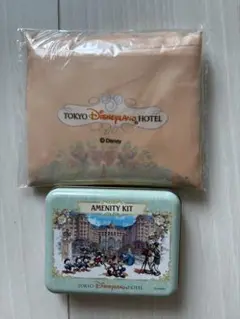 TOKYO DISNEYLAND HOTEL
© Disney
AMENITY KIT
TOKYO DISNEYLAND HOTEL